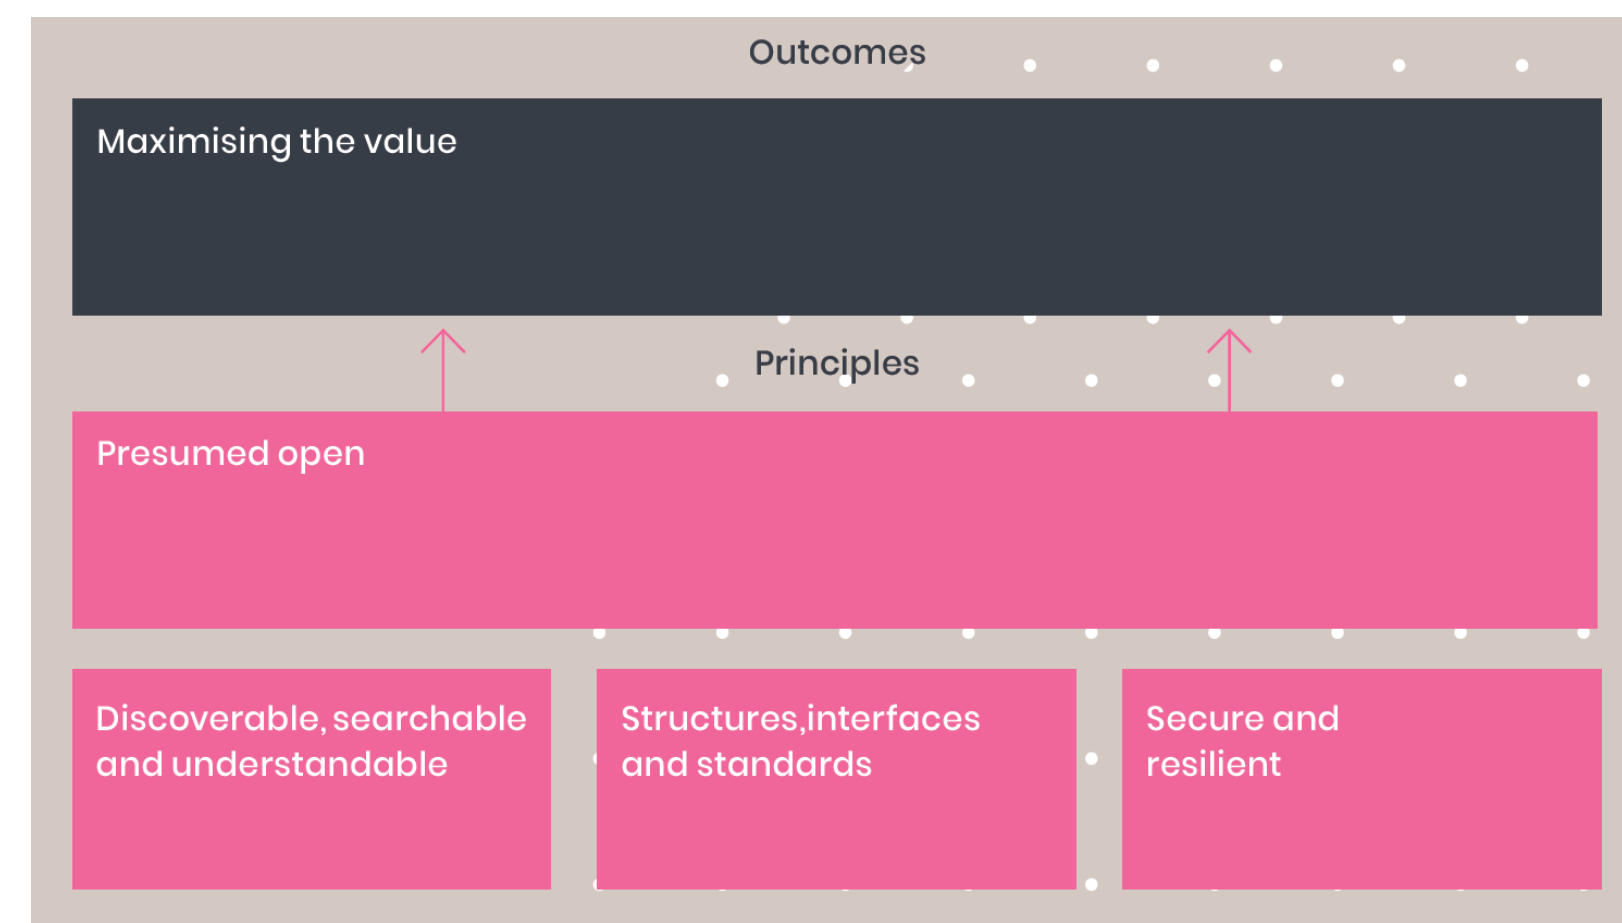 Outcomes
Maximising the value
Principles
Presumed open
Discoverable, searchable
and understandable
Structures,interfaces
and standards
Secure and
resilient